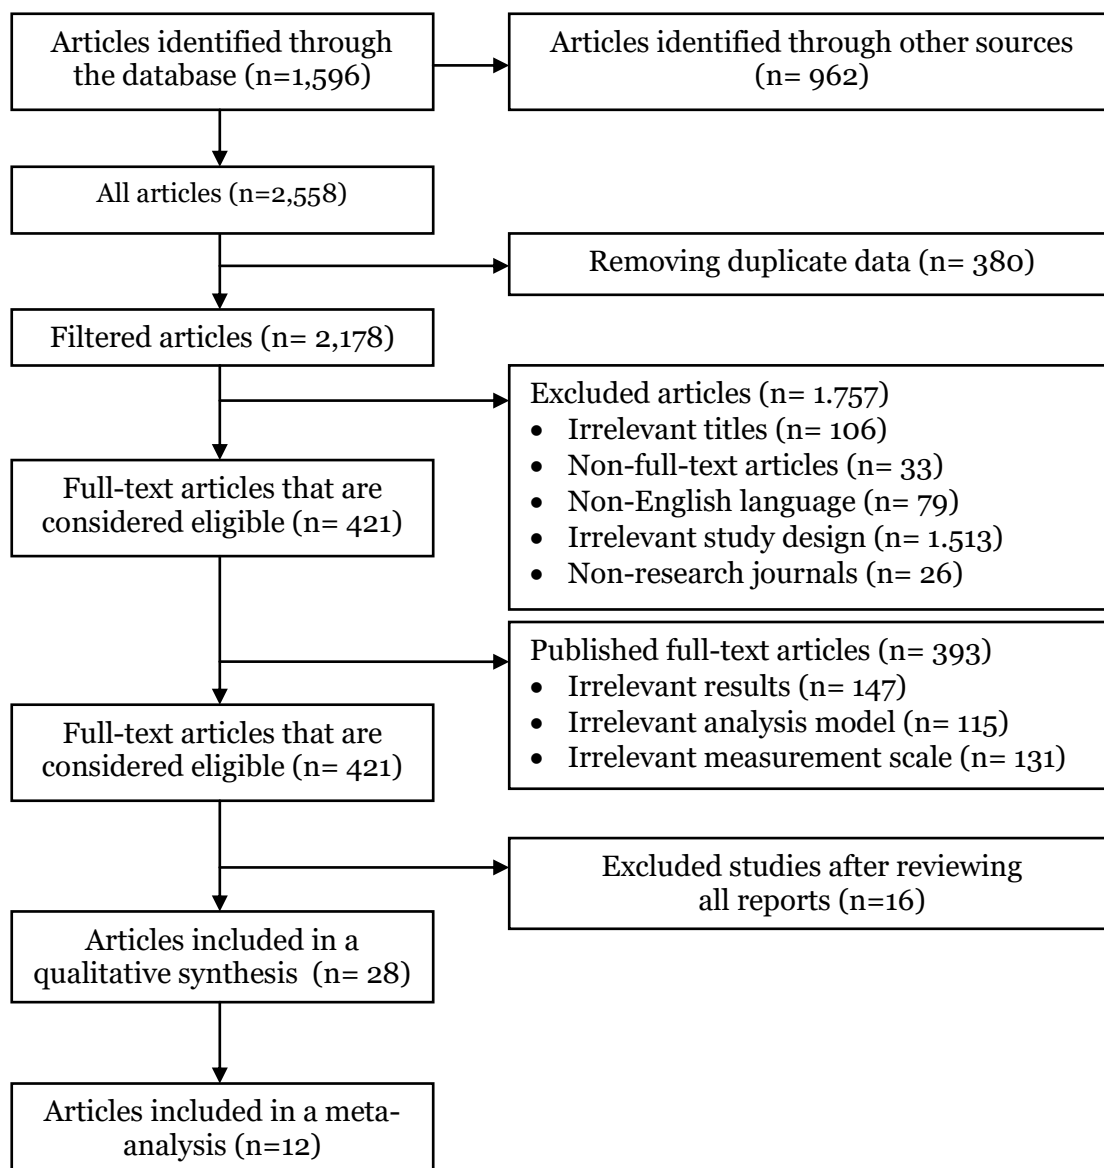 Articles identified through
the database (n=1,596)
Articles identified through other sources
(n= 962)
All articles (n=2,558)
Removing duplicate data (n= 380)
Filtered articles (n= 2,178)
Excluded articles (n= 1.757)
• Irrelevant titles (n= 106)
• Non-full-text articles (n= 33)
• Non-English language (n= 79)
• Irrelevant study design (n= 1.513)
• Non-research journals (n= 26)
Full-text articles that are
considered eligible (n= 421)
Published full-text articles (n= 393)
• Irrelevant results (n= 147)
• Irrelevant analysis model (n= 115)
• Irrelevant measurement scale (n= 131)
Full-text articles that are
considered eligible (n= 421)
Excluded studies after reviewing
all reports (n=16)
Articles included in a
qualitative synthesis (n= 28)
Articles included in a meta-
analysis (n=12)